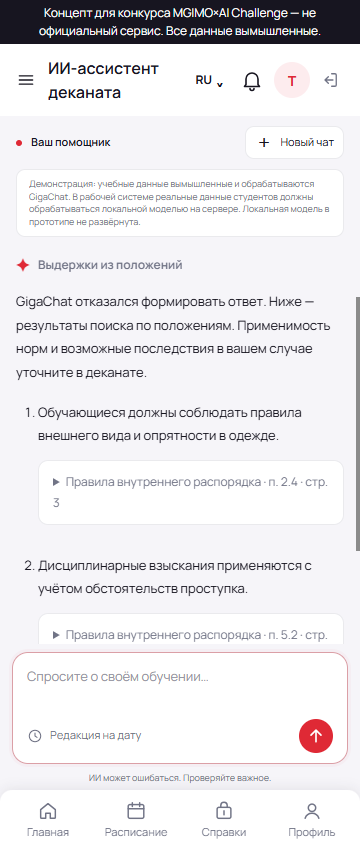 Концепт для конкурса MGIMO×AI Challenge — не
официальный сервис. Все данные вымышленные.
ИИ-ассистент
деканата
RU
T
Ваш помощник
+ Новый чат
Демонстрация: учебные данные вымышленные и обрабатываются
GigaChat. В рабочей системе реальные данные студентов должны
обрабатываться локальной моделью на сервере. Локальная модель в
прототипе не развёрнута.
Выдержки из положений
GigaChat отказался формировать ответ. Ниже —
результаты поиска по положениям. Применимость
норм и возможные последствия в вашем случае
уточните в деканате.
1. Обучающиеся должны соблюдать правила
внешнего вида и опрятности в одежде.
▶ Правила внутреннего распорядка · п. 2.4 · стр.
3
2. Дисциплинарные взыскания применяются с
учётом обстоятельств проступка.
▶ Правила внутреннего распорядка · п. 5.2 · стр.
Спросите о своём обучении...
Редакция на дату
ИИ может ошибаться. Проверяйте важное.
Главная
Расписание
Справки
Профиль